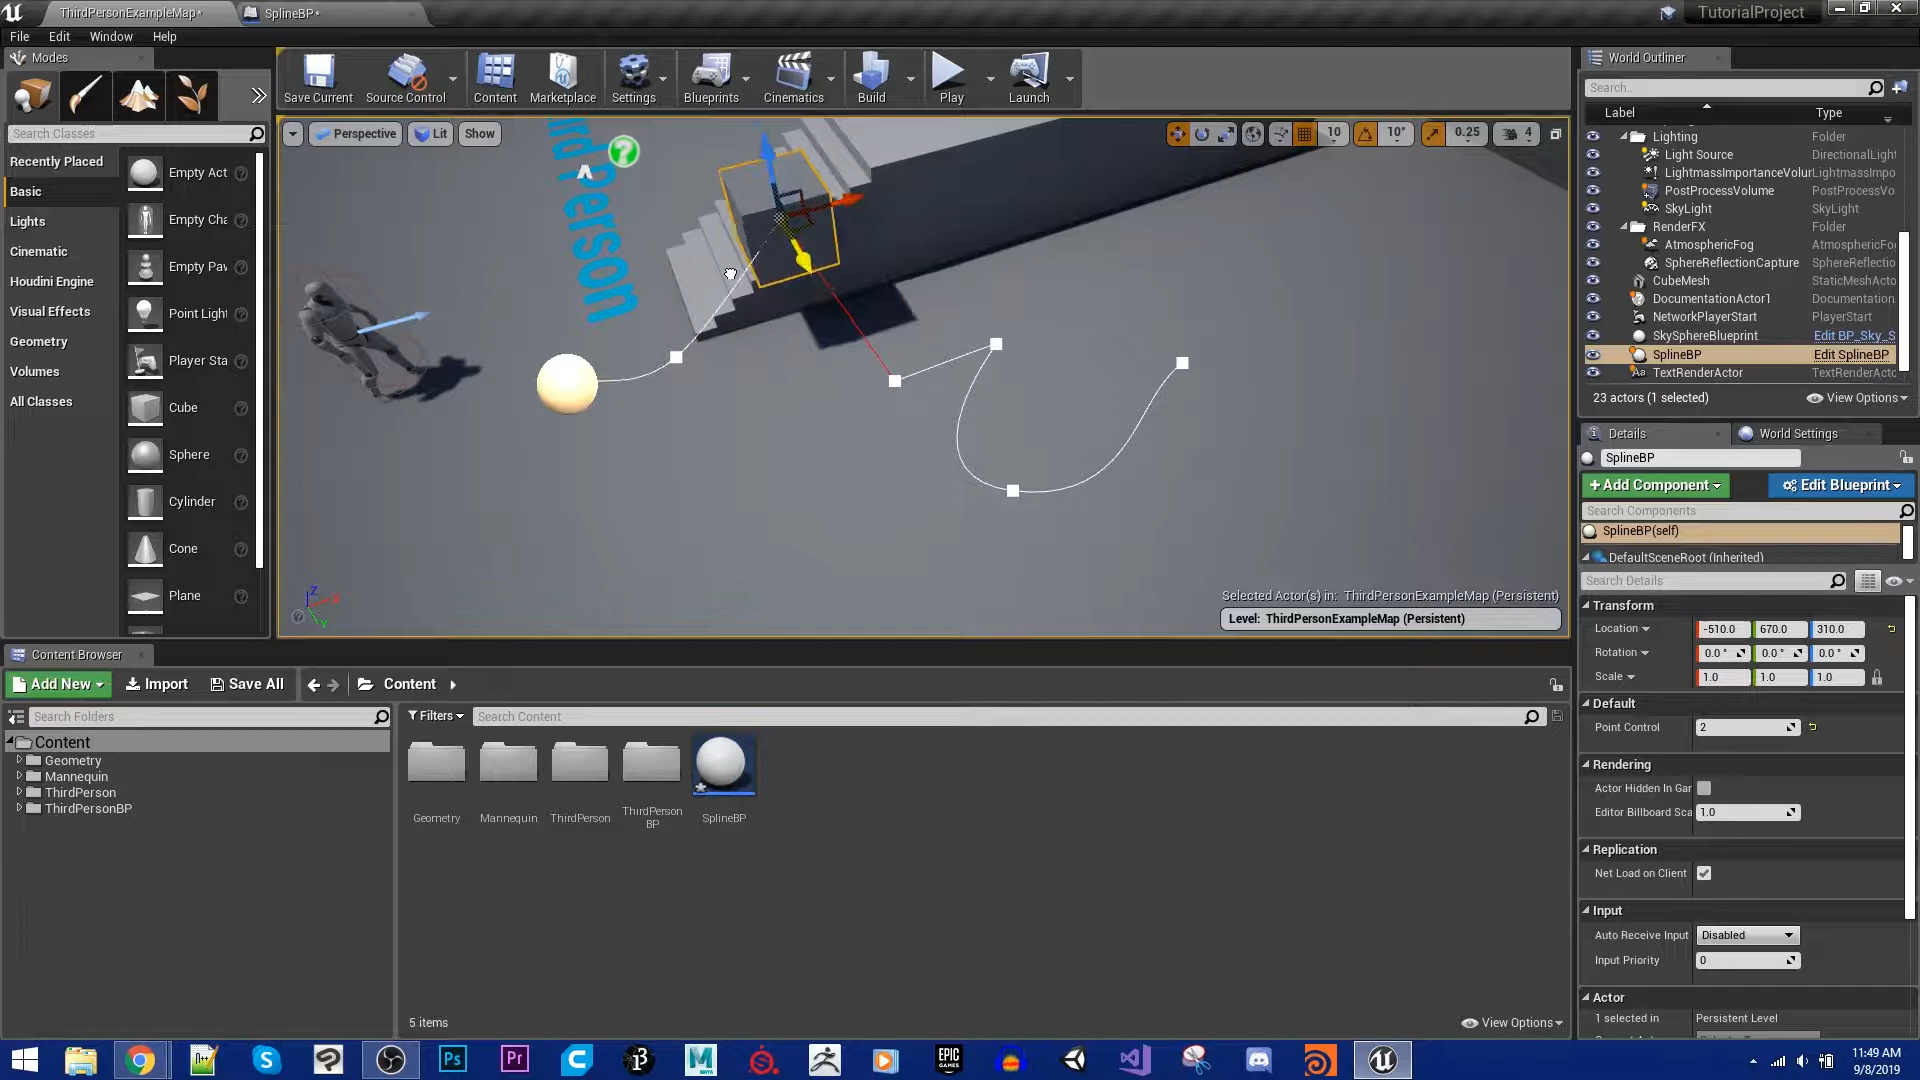 ThirdPersonExampleMap*
SplineBP*
TutorialProject
File
Edit
Window
Help
Modes
Save Current
Source Control
Content
Marketplace
Settings
Blueprints
Cinematics
Build
Play
Launch
Search Classes
Recently Placed
Basic
Lights
Cinematic
Houdini Engine
Visual Effects
Geometry
Volumes
All Classes
Empty Act
Empty Cha
Empty Pav
Point Light
Player Sta
Cube
Sphere
Cylinder
Cone
Plane
Perspective
Lit
Show
10
10°
0.25
4
ird Person
Selected Actor(s) in: ThirdPersonExampleMap (Persistent)
Level: ThirdPersonExampleMap (Persistent)
World Outliner
Search..
Label
Type
Lighting
Folder
Light Source
DirectionalLight
LightmassImportanceVolur
LightmassImpo
PostProcessVolume
PostProcessVo
SkyLight
SkyLight
RenderFX
Folder
AtmosphericFog
AtmosphericFo
SphereReflectionCapture
SphereReflectio
CubeMesh
StaticMeshActo
DocumentationActor1
Documentation
NetworkPlayerStart
PlayerStart
SkySphereBlueprint
Edit BP_Sky_S
SplineBP
Edit SplineBP
TextRenderActor
TextRenderActo
23 actors (1 selected)
View Options
Details
World Settings
SplineBP
Add Component
Edit Blueprint
Search Components
SplineBP(self)
DefaultSceneRoot (Inherited)
Search Details
Transform
Location
-510.0
670.0
310.0
Rotation
0.0 °
0.0 °
0.0 °
Scale
1.0
1.0
1.0
Default
Point Control
2
Rendering
Actor Hidden In Gar
Editor Billboard Sca
1.0
Replication
Net Load on Client
Input
Auto Receive Input
Disabled
Input Priority
0
Actor
1 selected in
Persistent Level
Content Browser
Add New
Import
Save All
Content
Search Folders
Filters
Search Content
Content
Geometry
Mannequin
ThirdPerson
ThirdPersonBP
Geometry
Mannequin
ThirdPerson
ThirdPerson
BP
SplineBP
5 items
View Options
Ps
Pr
MAYA
EPIC
GAMES
11:49 AM
9/8/2019